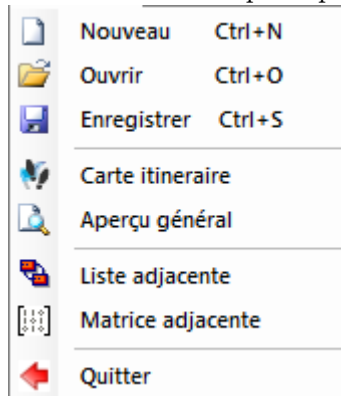 Nouveau Ctrl+N
Ouvrir Ctrl+O
Enregistrer Ctrl+S
Carte itineraire
Aperçu général
Liste adjacente
Matrice adjacente
Quitter